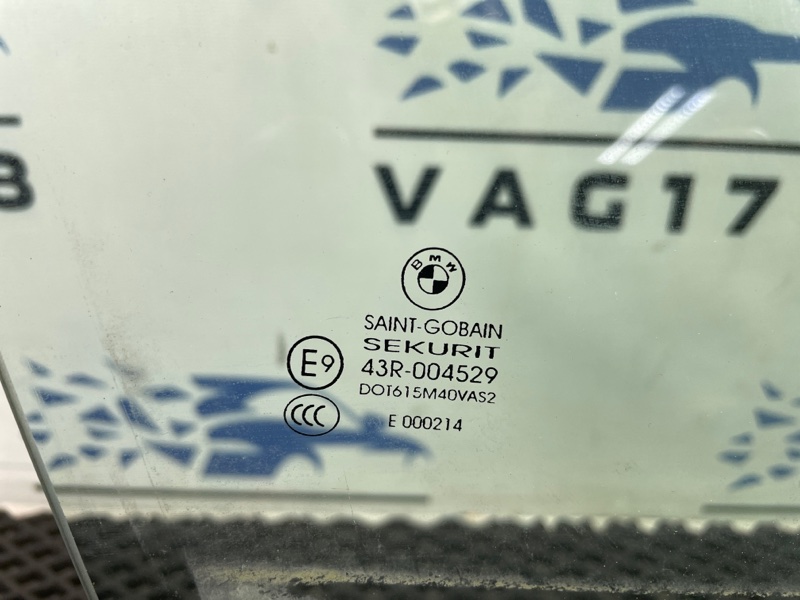 B
VAG17
BMW
SAINT-GOBAIN
SEKURIT
E9
43R-004529
DOT615M40VAS2
CCC
E 000214